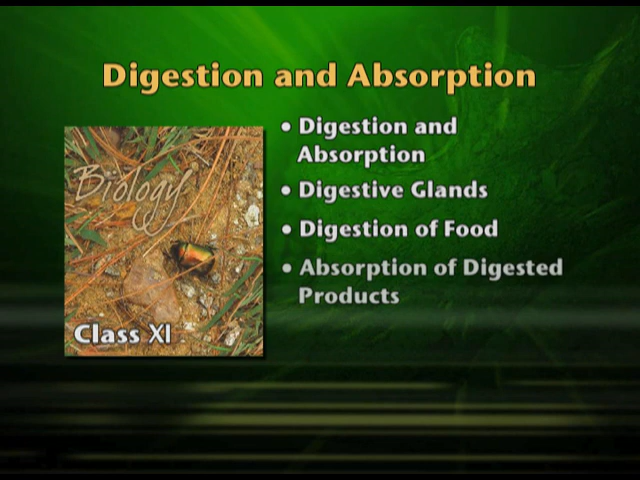 Digestion and Absorption
• Digestion and
Absorption
• Digestive Glands
• Digestion of Food
• Absorption of Digested
Products
Biology
Class XI